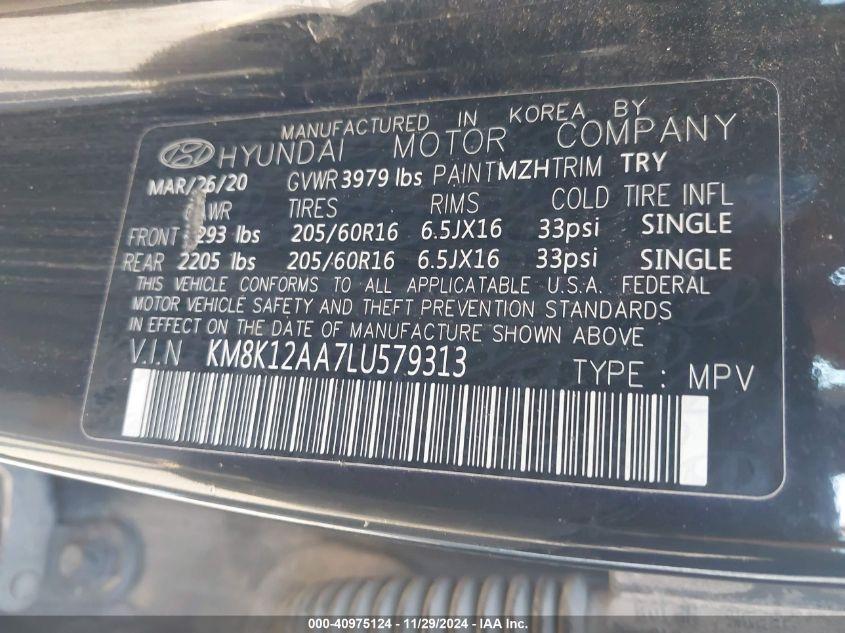 MANUFACTURED IN KOREA BY
HYUNDAI MOTOR COMPANY
MAR/26/20 GVWR 3979 lbs PAINT MZH TRIM TRY
GAWR TIRES RIMS COLD TIRE INFL
FRONT 293 lbs 205/60R16 6.5JX16 33psi SINGLE
REAR 2205 lbs 205/60R16 6.5JX16 33psi SINGLE
THIS VEHICLE CONFORMS TO ALL APPLICATABLE U.S.A. FEDERAL
MOTOR VEHICLE SAFETY AND THEFT PREVENTION STANDARDS
IN EFFECT ON THE DATE OF MANUFACTURE SHOWN ABOVE
V.I.N KM8K12AA7LU579313 TYPE : MPV
000-40975124 - 11/29/2024 - IAA Inc.